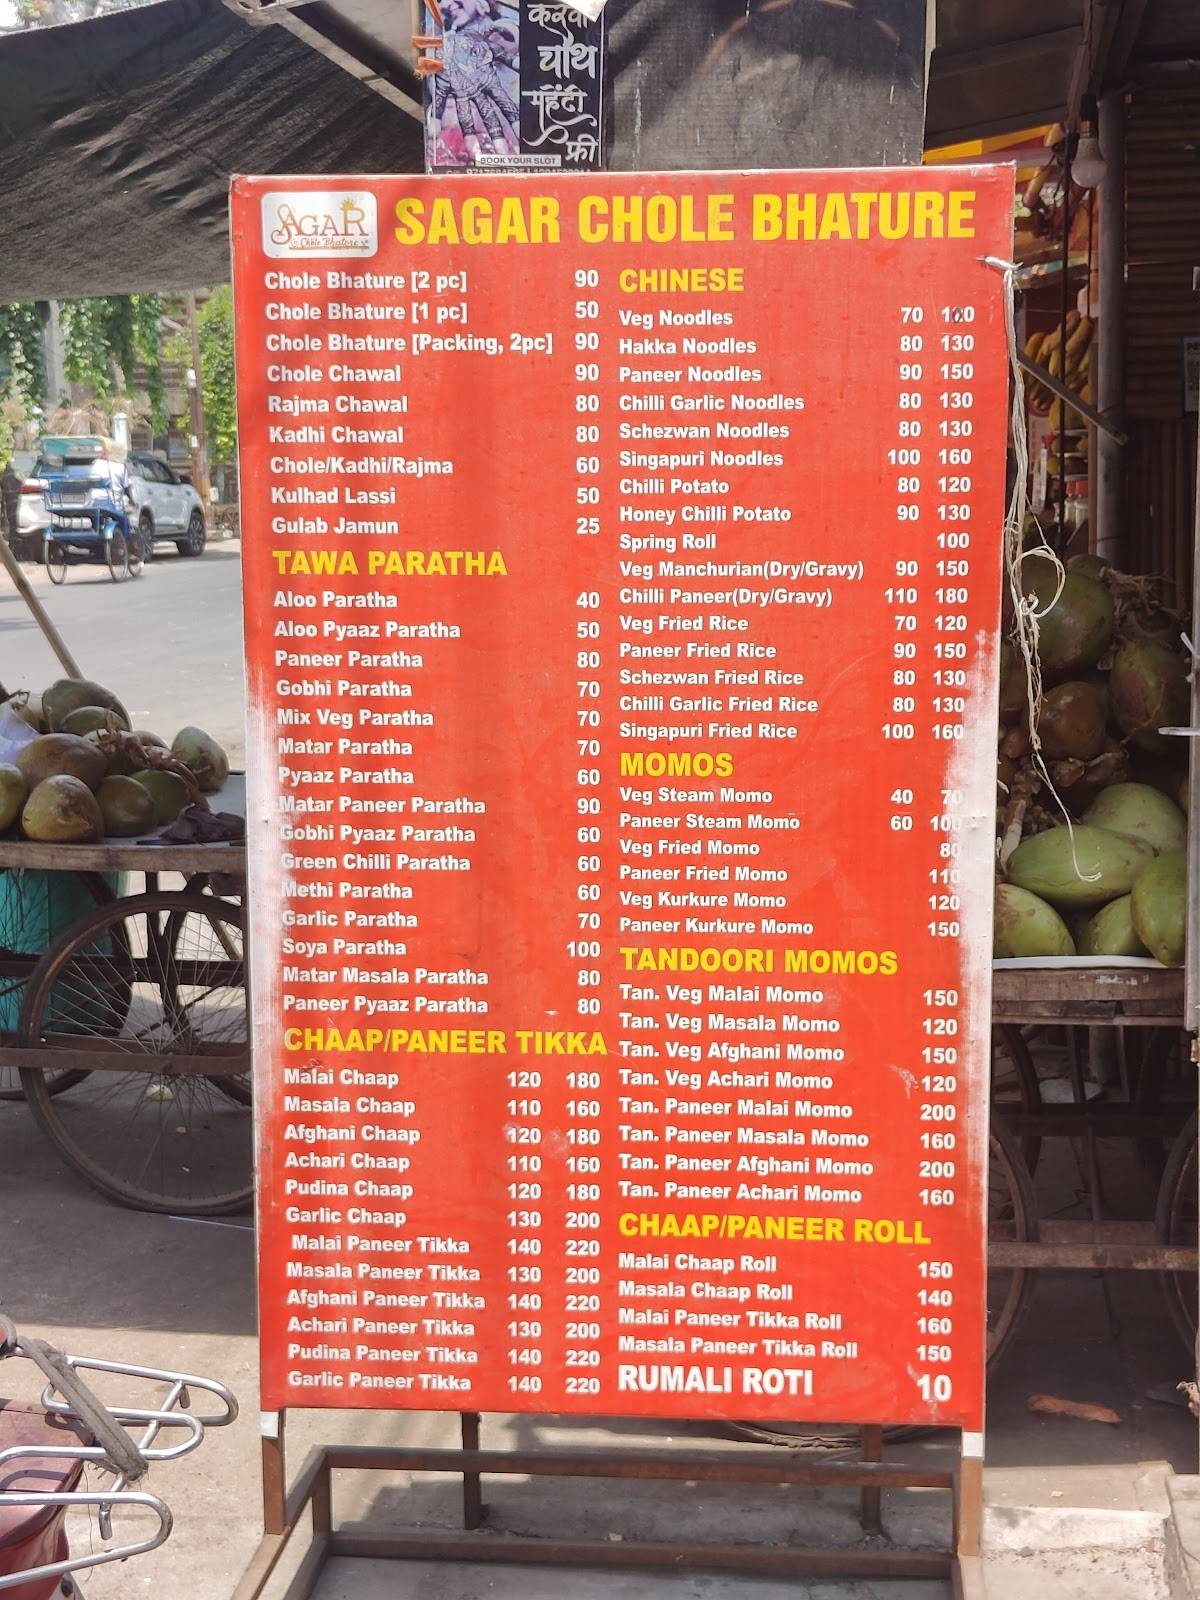 करवा
चौथ
महेंदी
फ्री
BOOK YOUR SLOT
SAGAR
Chole Bhature
SAGAR CHOLE BHATURE
Chole Bhature [2 pc] 90
Chole Bhature [1 pc] 50
Chole Bhature [Packing, 2pc] 90
Chole Chawal 90
Rajma Chawal 80
Kadhi Chawal 80
Chole/Kadhi/Rajma 60
Kulhad Lassi 50
Gulab Jamun 25
TAWA PARATHA
Aloo Paratha 40
Aloo Pyaaz Paratha 50
Paneer Paratha 80
Gobhi Paratha 70
Mix Veg Paratha 70
Matar Paratha 70
Pyaaz Paratha 60
Matar Paneer Paratha 90
Gobhi Pyaaz Paratha 60
Green Chilli Paratha 60
Methi Paratha 60
Garlic Paratha 70
Soya Paratha 100
Matar Masala Paratha 80
Paneer Pyaaz Paratha 80
CHAAP/PANEER TIKKA
Malai Chaap 120 180
Masala Chaap 110 160
Afghani Chaap 120 180
Achari Chaap 110 160
Pudina Chaap 120 180
Garlic Chaap 130 200
Malai Paneer Tikka 140 220
Masala Paneer Tikka 130 200
Afghani Paneer Tikka 140 220
Achari Paneer Tikka 130 200
Pudina Paneer Tikka 140 220
Garlic Paneer Tikka 140 220
CHINESE
Veg Noodles 70
Hakka Noodles 80 130
Paneer Noodles 90 150
Chilli Garlic Noodles 80 130
Schezwan Noodles 80 130
Singapuri Noodles 100 160
Chilli Potato 80 120
Honey Chilli Potato 90 130
Spring Roll 100
Veg Manchurian(Dry/Gravy) 90 150
Chilli Paneer(Dry/Gravy) 110 180
Veg Fried Rice 70 120
Paneer Fried Rice 90 150
Schezwan Fried Rice 80 130
Chilli Garlic Fried Rice 80 130
Singapuri Fried Rice 100 160
MOMOS
Veg Steam Momo 40 70
Paneer Steam Momo 60 100
Veg Fried Momo 80
Paneer Fried Momo 110
Veg Kurkure Momo 120
Paneer Kurkure Momo 150
TANDOORI MOMOS
Tan. Veg Malai Momo 150
Tan. Veg Masala Momo 120
Tan. Veg Afghani Momo 150
Tan. Veg Achari Momo 120
Tan. Paneer Malai Momo 200
Tan. Paneer Masala Momo 160
Tan. Paneer Afghani Momo 200
Tan. Paneer Achari Momo 160
CHAAP/PANEER ROLL
Malai Chaap Roll 150
Masala Chaap Roll 140
Malai Paneer Tikka Roll 160
Masala Paneer Tikka Roll 150
RUMALI ROTI 10